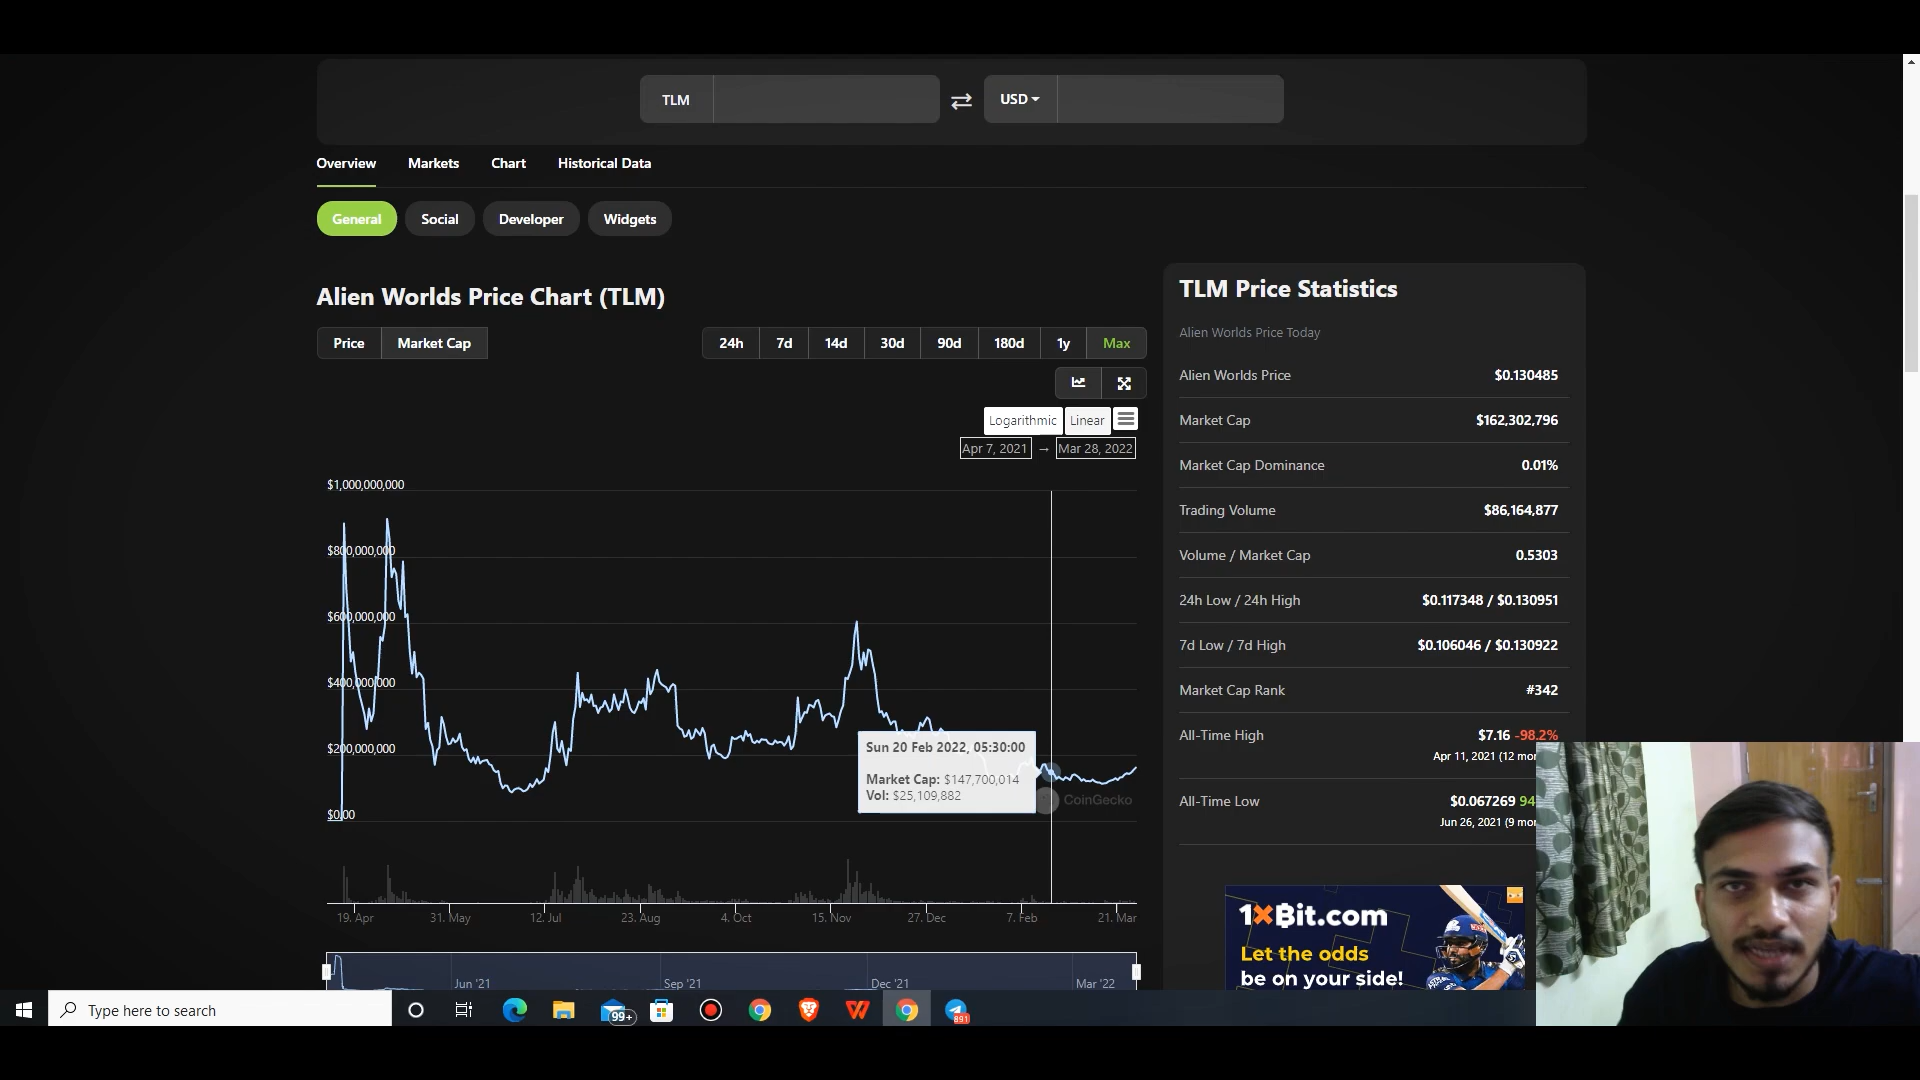 TLM
USD
Overview Markets Chart Historical Data
General Social Developer Widgets
Alien Worlds Price Chart (TLM)
Price Market Cap
24h 7d 14d 30d 90d 180d 1y Max
Logarithmic Linear
Apr 7, 2021 → Mar 28, 2022
$1,000,000,000
$800,000,000
$600,000,000
$400,000,000
$200,000,000
$0.00
Sun 20 Feb 2022, 05:30:00
Market Cap: $147,700,014
Vol: $25,109,882
CoinGecko
19. Apr 31. May 12. Jul 23. Aug 4. Oct 15. Nov 27. Dec 7. Feb 21. Mar
Jun '21 Sep '21 Dec '21 Mar '22
TLM Price Statistics
Alien Worlds Price Today
Alien Worlds Price $0.130485
Market Cap $162,302,796
Market Cap Dominance 0.01%
Trading Volume $86,164,877
Volume / Market Cap 0.5303
24h Low / 24h High $0.117348 / $0.130951
7d Low / 7d High $0.106046 / $0.130922
Market Cap Rank #342
All-Time High $7.16 -98.2%
Apr 11, 2021 (12 mon
All-Time Low $0.067269 94
Jun 26, 2021 (9 mon
1xBit.com
Let the odds
be on your side!
Type here to search
99+
891